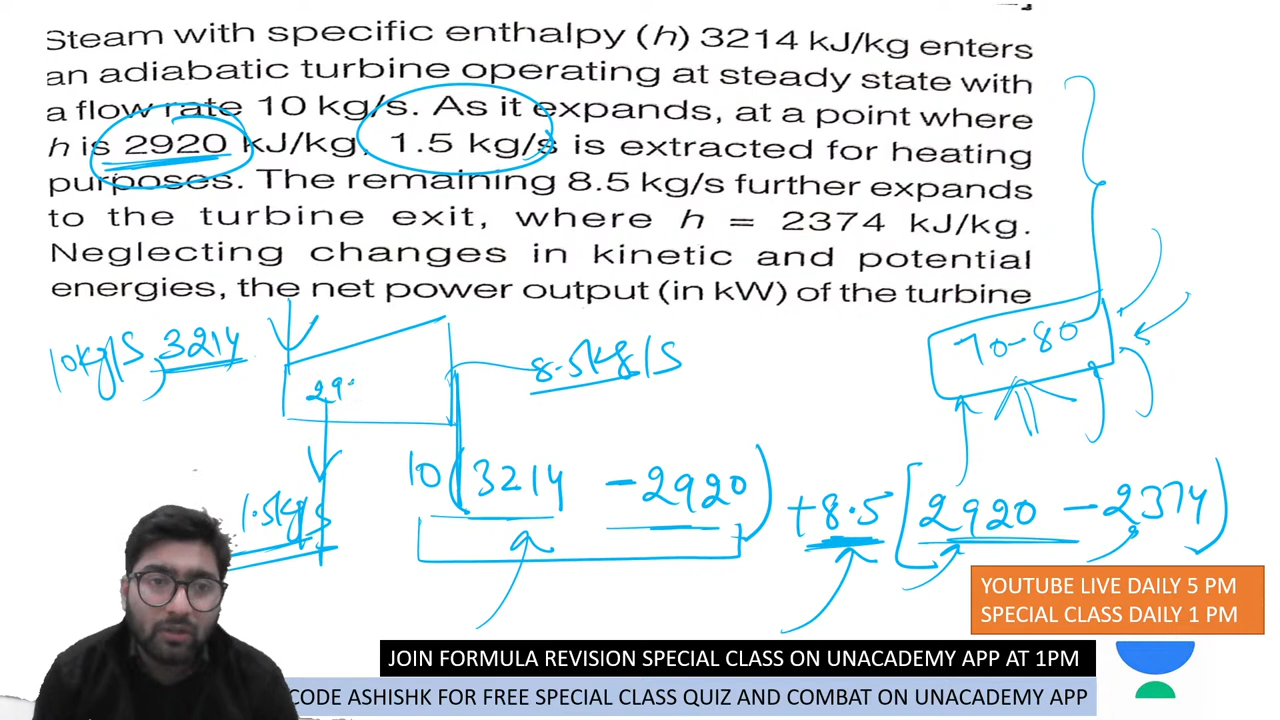 Steam with specific enthalpy (h) 3214 kJ/kg enters
an adiabatic turbine operating at steady state with
a flow rate 10 kg/s. As it expands, at a point where
h is 2920 kJ/kg, 1.5 kg/s is extracted for heating
purposes. The remaining 8.5 kg/s further expands
to the turbine exit, where h = 2374 kJ/kg.
Neglecting changes in kinetic and potential
energies, the net power output (in kW) of the turbine
10kg/s, 3214
29
8.5kg/s
70-80
1.5kg/s
10(3214 - 2920) + 8.5[2920 - 2374)
YOUTUBE LIVE DAILY 5 PM
SPECIAL CLASS DAILY 1 PM
JOIN FORMULA REVISION SPECIAL CLASS ON UNACADEMY APP AT 1PM
CODE ASHISHK FOR FREE SPECIAL CLASS QUIZ AND COMBAT ON UNACADEMY APP